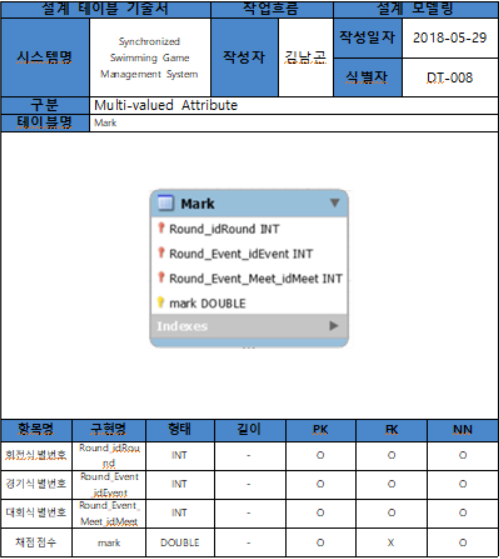 설계 테이블 기술서 작업흐름 설계 모델링
시스템명 Synchronized Swimming Game Management System 작성자 김남곤 작성일자 2018-05-29
식별자 DT-008
구분 Multi-valued Attribute
테이블명 Mark
Mark
Round_idRound INT
Round_Event_idEvent INT
Round_Event_Meet_idMeet INT
mark DOUBLE
Indexes
항목명 구현명 형태 길이 PK FK NN
회전식별번호 Round_idRound INT - O O O
경기식별번호 Round_Event_idEvent INT - O O O
대회식별번호 Round_Event_Meet_idMeet INT - O O O
채점점수 mark DOUBLE - O X O